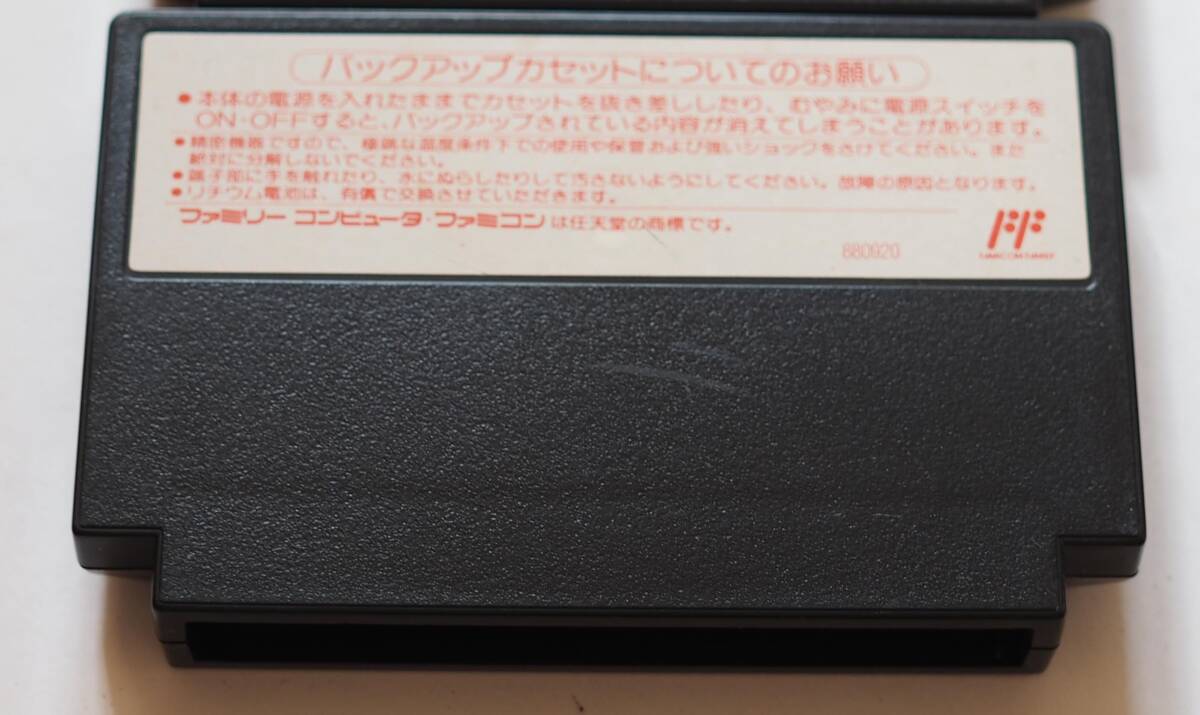 バックアップカセットについてのお願い
●本体の電源を入れたままでカセットを抜き差ししたり、むやみに電源スイッチを
ON・OFFすると、バックアップされている内容が消えてしまうことがあります。
●精密機器ですので、極端な温度条件下での使用や保管および強いショックをさけてください。また
絶対に分解しないでください。
●端子部に手を触れたり、水にぬらしたりして汚さないようにしてください。故障の原因となります。
●リチウム電池は、有償で交換させていただきます。
ファミリー コンピュータ・ファミコンは任天堂の商標です。
880920
FF